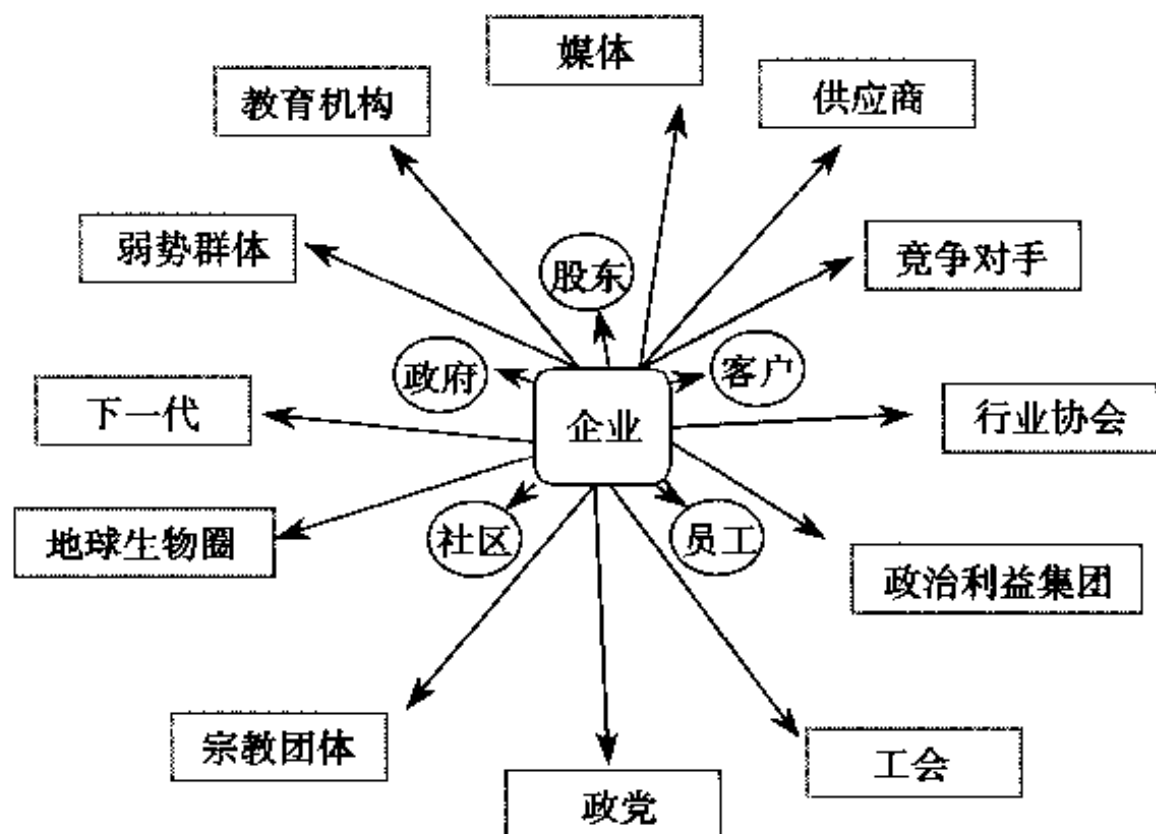 媒体
教育机构
供应商
弱势群体
股东
竞争对手
政府
客户
下一代
企业
行业协会
地球生物圈
社区
员工
政治利益集团
宗教团体
政党
工会